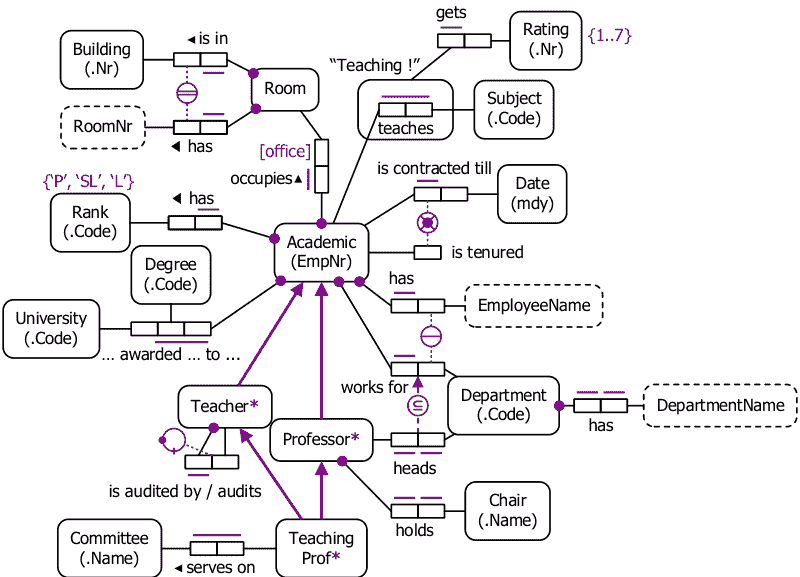 gets
Building
(.Nr)
◄ is in
Rating
(.Nr)
{1..7}
Room
"Teaching !"
Subject
(.Code)
RoomNr
teaches
◄ has
[office]
is contracted till
{'P', 'SL', 'L'}
occupies▲
Date
(mdy)
◄ has
Rank
(.Code)
Academic
(EmpNr)
is tenured
Degree
(.Code)
has
EmployeeName
University
(.Code)
... awarded ... to ...
works for
Department
(.Code)
DepartmentName
Teacher*
⊆
has
Professor*
heads
is audited by / audits
Chair
(.Name)
holds
Committee
(.Name)
Teaching
Prof*
◄ serves on